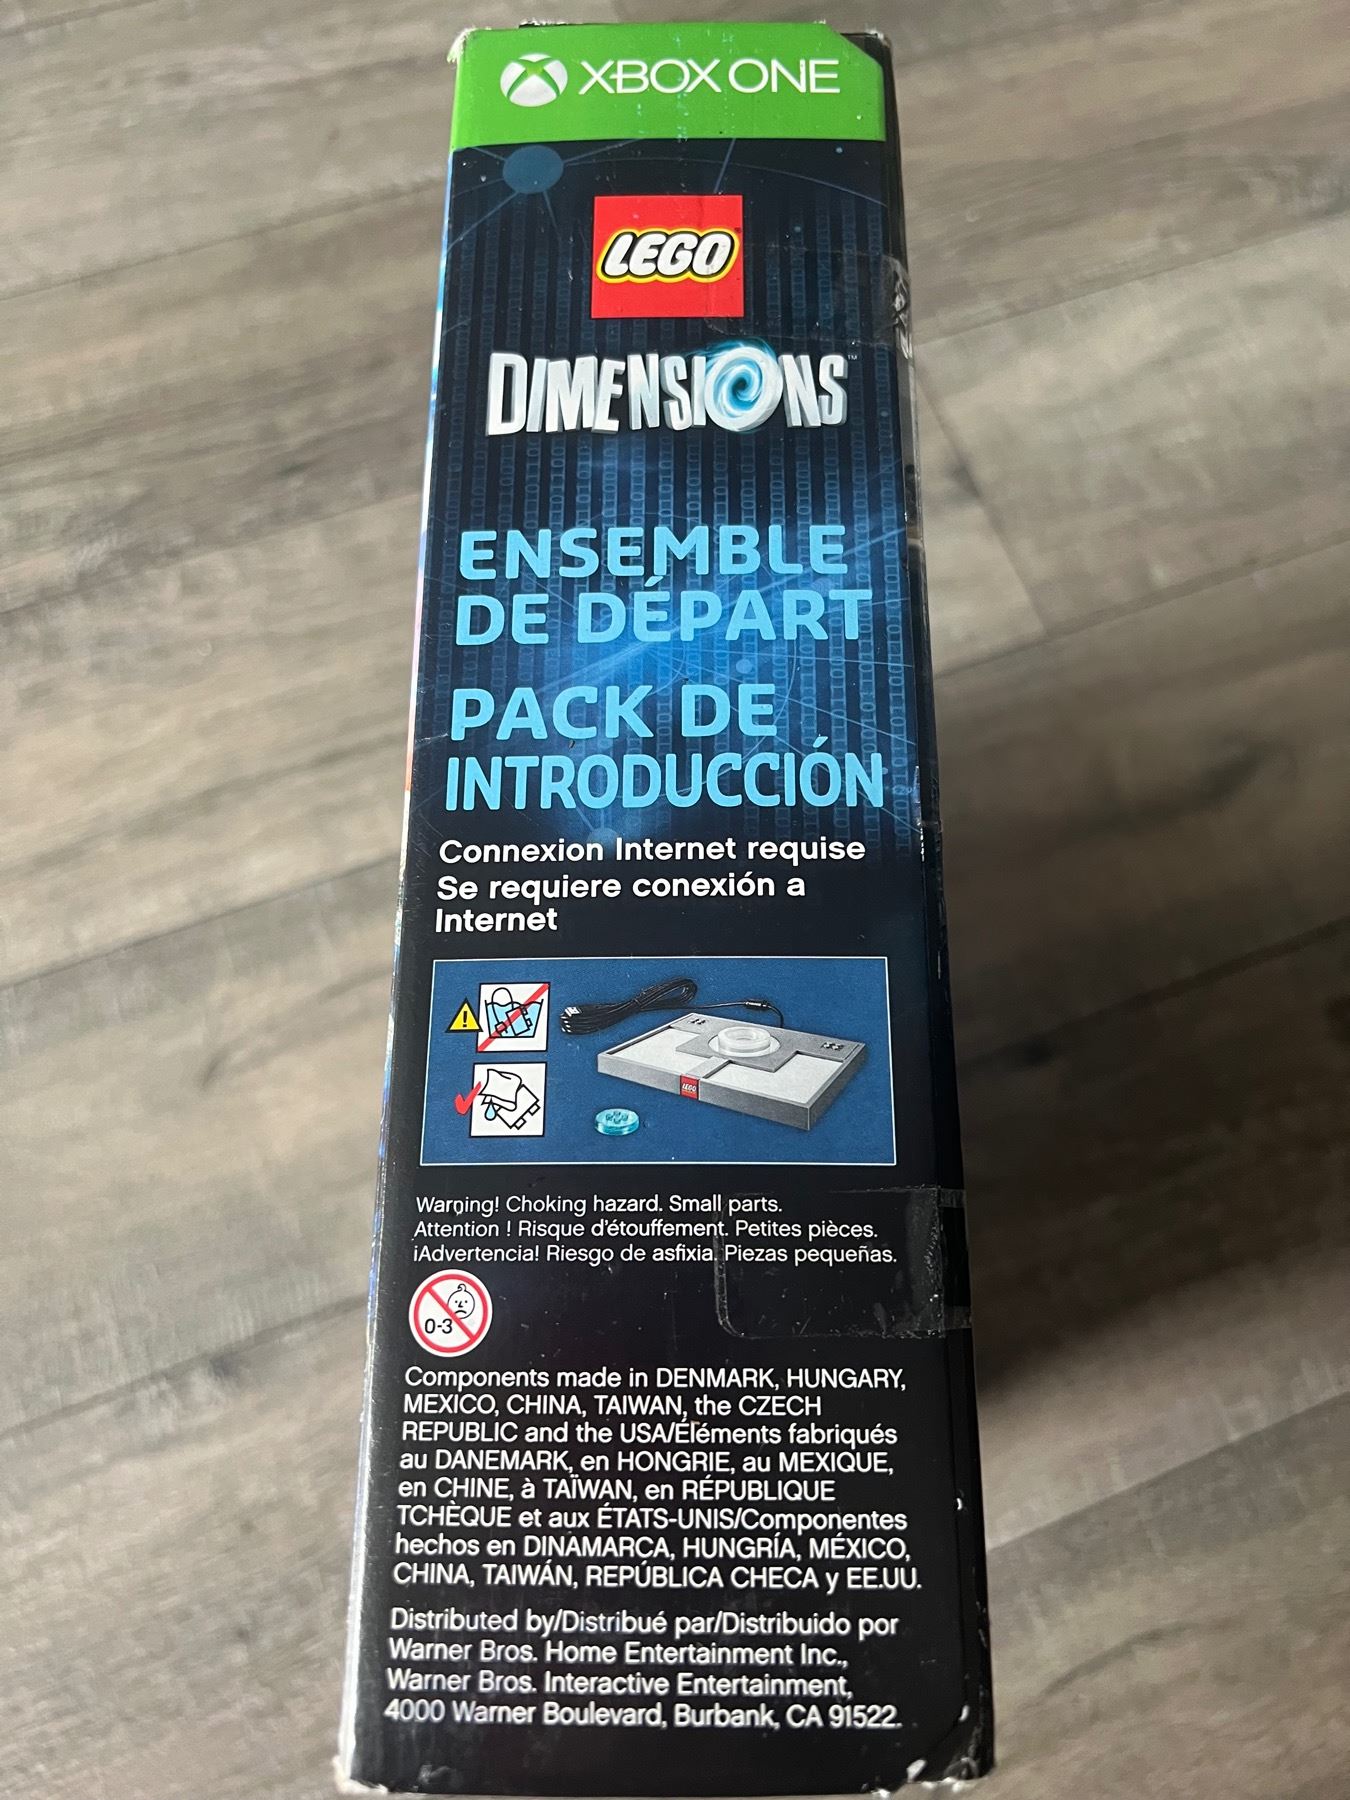 XBOX ONE
LEGO
DIMENSIONS™
ENSEMBLE
DE DÉPART
PACK DE
INTRODUCCIÓN
Connexion Internet requise
Se requiere conexión a
Internet
LEGO
Warning! Choking hazard. Small parts.
Attention ! Risque d'étouffement. Petites pièces.
¡Advertencia! Riesgo de asfixia. Piezas pequeñas.
0-3
Components made in DENMARK, HUNGARY,
MEXICO, CHINA, TAIWAN, the CZECH
REPUBLIC and the USA/Éléments fabriqués
au DANEMARK, en HONGRIE, au MEXIQUE,
en CHINE, à TAÏWAN, en RÉPUBLIQUE
TCHÈQUE et aux ÉTATS-UNIS/Componentes
hechos en DINAMARCA, HUNGRÍA, MÉXICO,
CHINA, TAIWÁN, REPÚBLICA CHECA y EE.UU.
Distributed by/Distribué par/Distribuido por
Warner Bros. Home Entertainment Inc.,
Warner Bros. Interactive Entertainment,
4000 Warner Boulevard, Burbank, CA 91522.